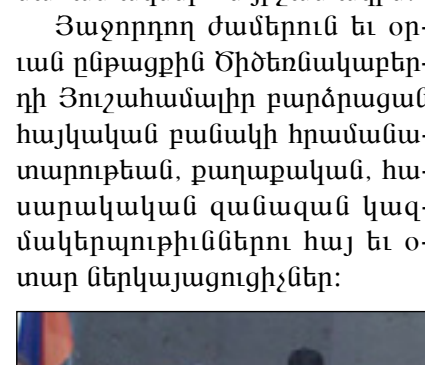 Յաջորդող ժամերուն եւ օր-
ւան ընթացքին Ծիծեռնակաբեր-
դի Յուշահամալիր բարձրացան
հայկական բանակի հրամանա-
տարութեան, քաղաքական, հա-
սարակական զանազան կազ-
մակերպութիւններու հայ եւ օ-
տար ներկայացուցիչներ: